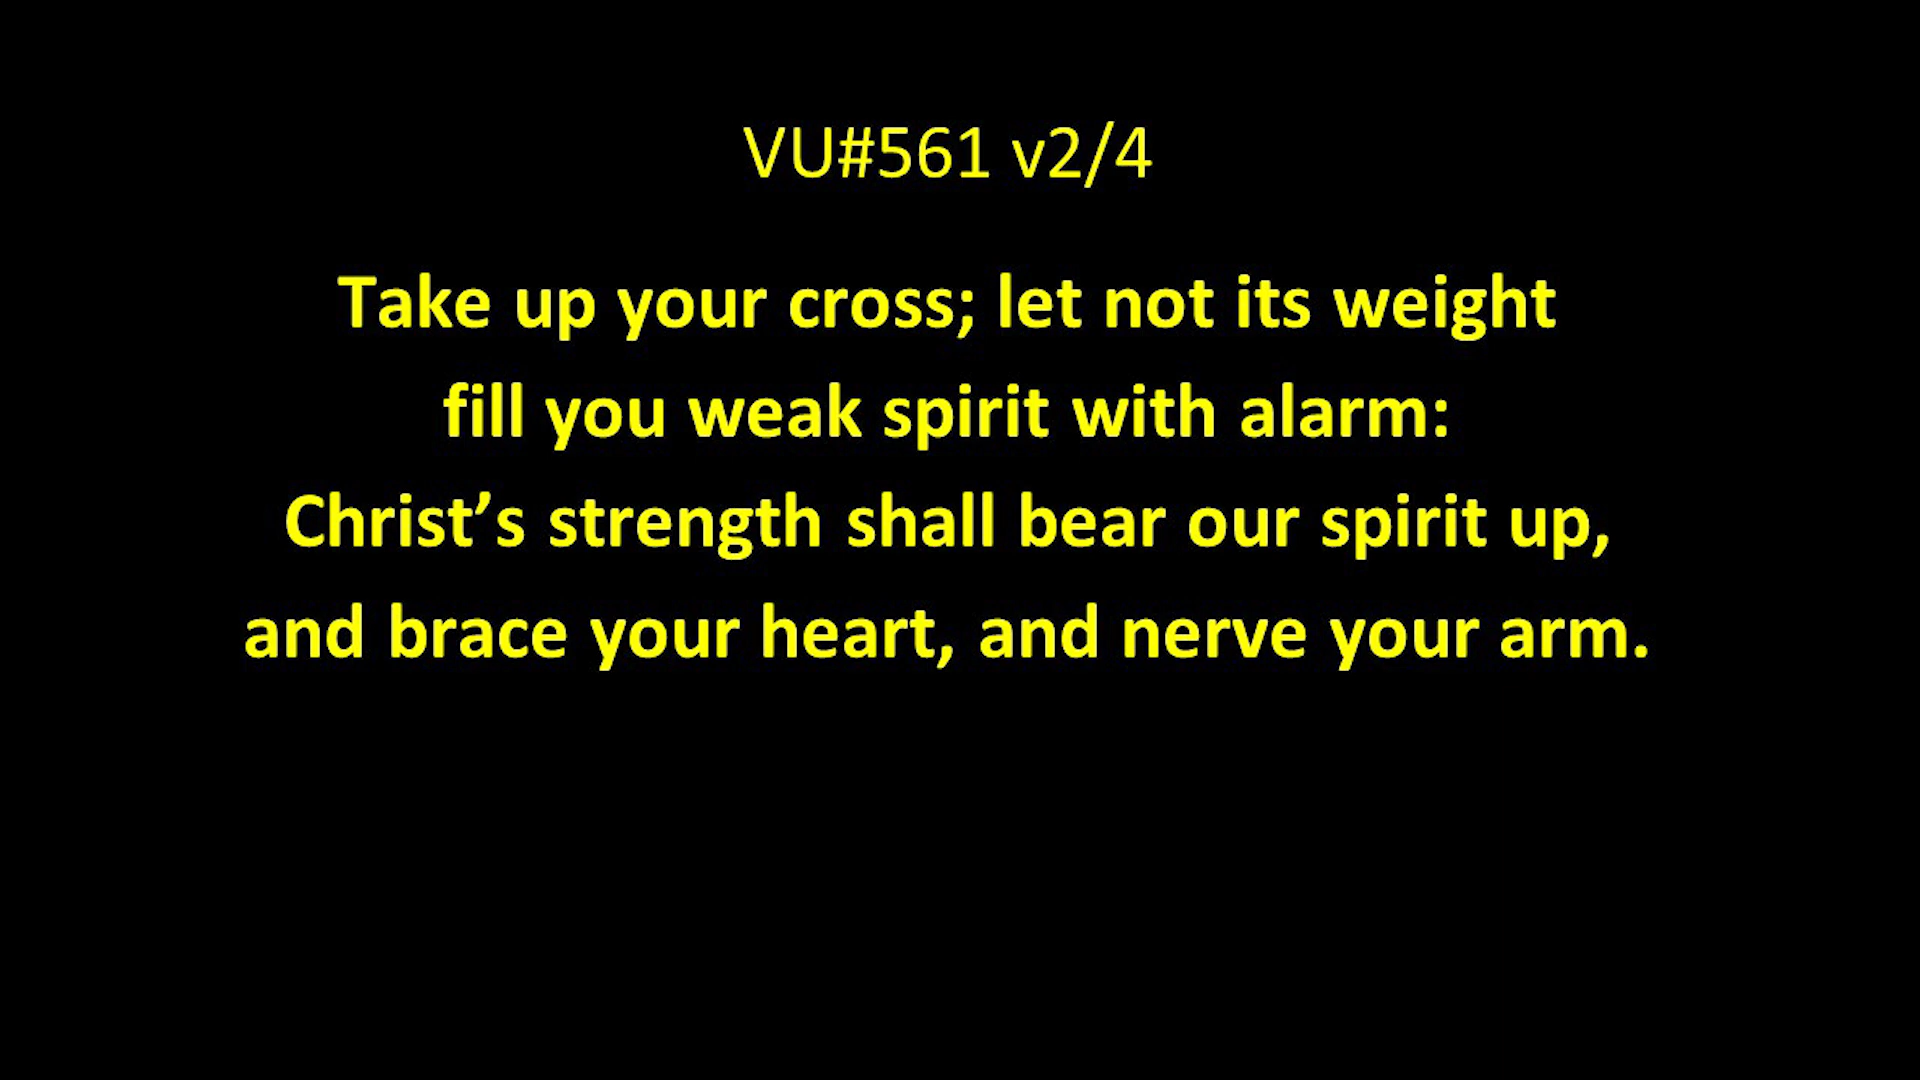 VU#561 v2/4
Take up your cross; let not its weight
fill you weak spirit with alarm:
Christ’s strength shall bear our spirit up,
and brace your heart, and nerve your arm.